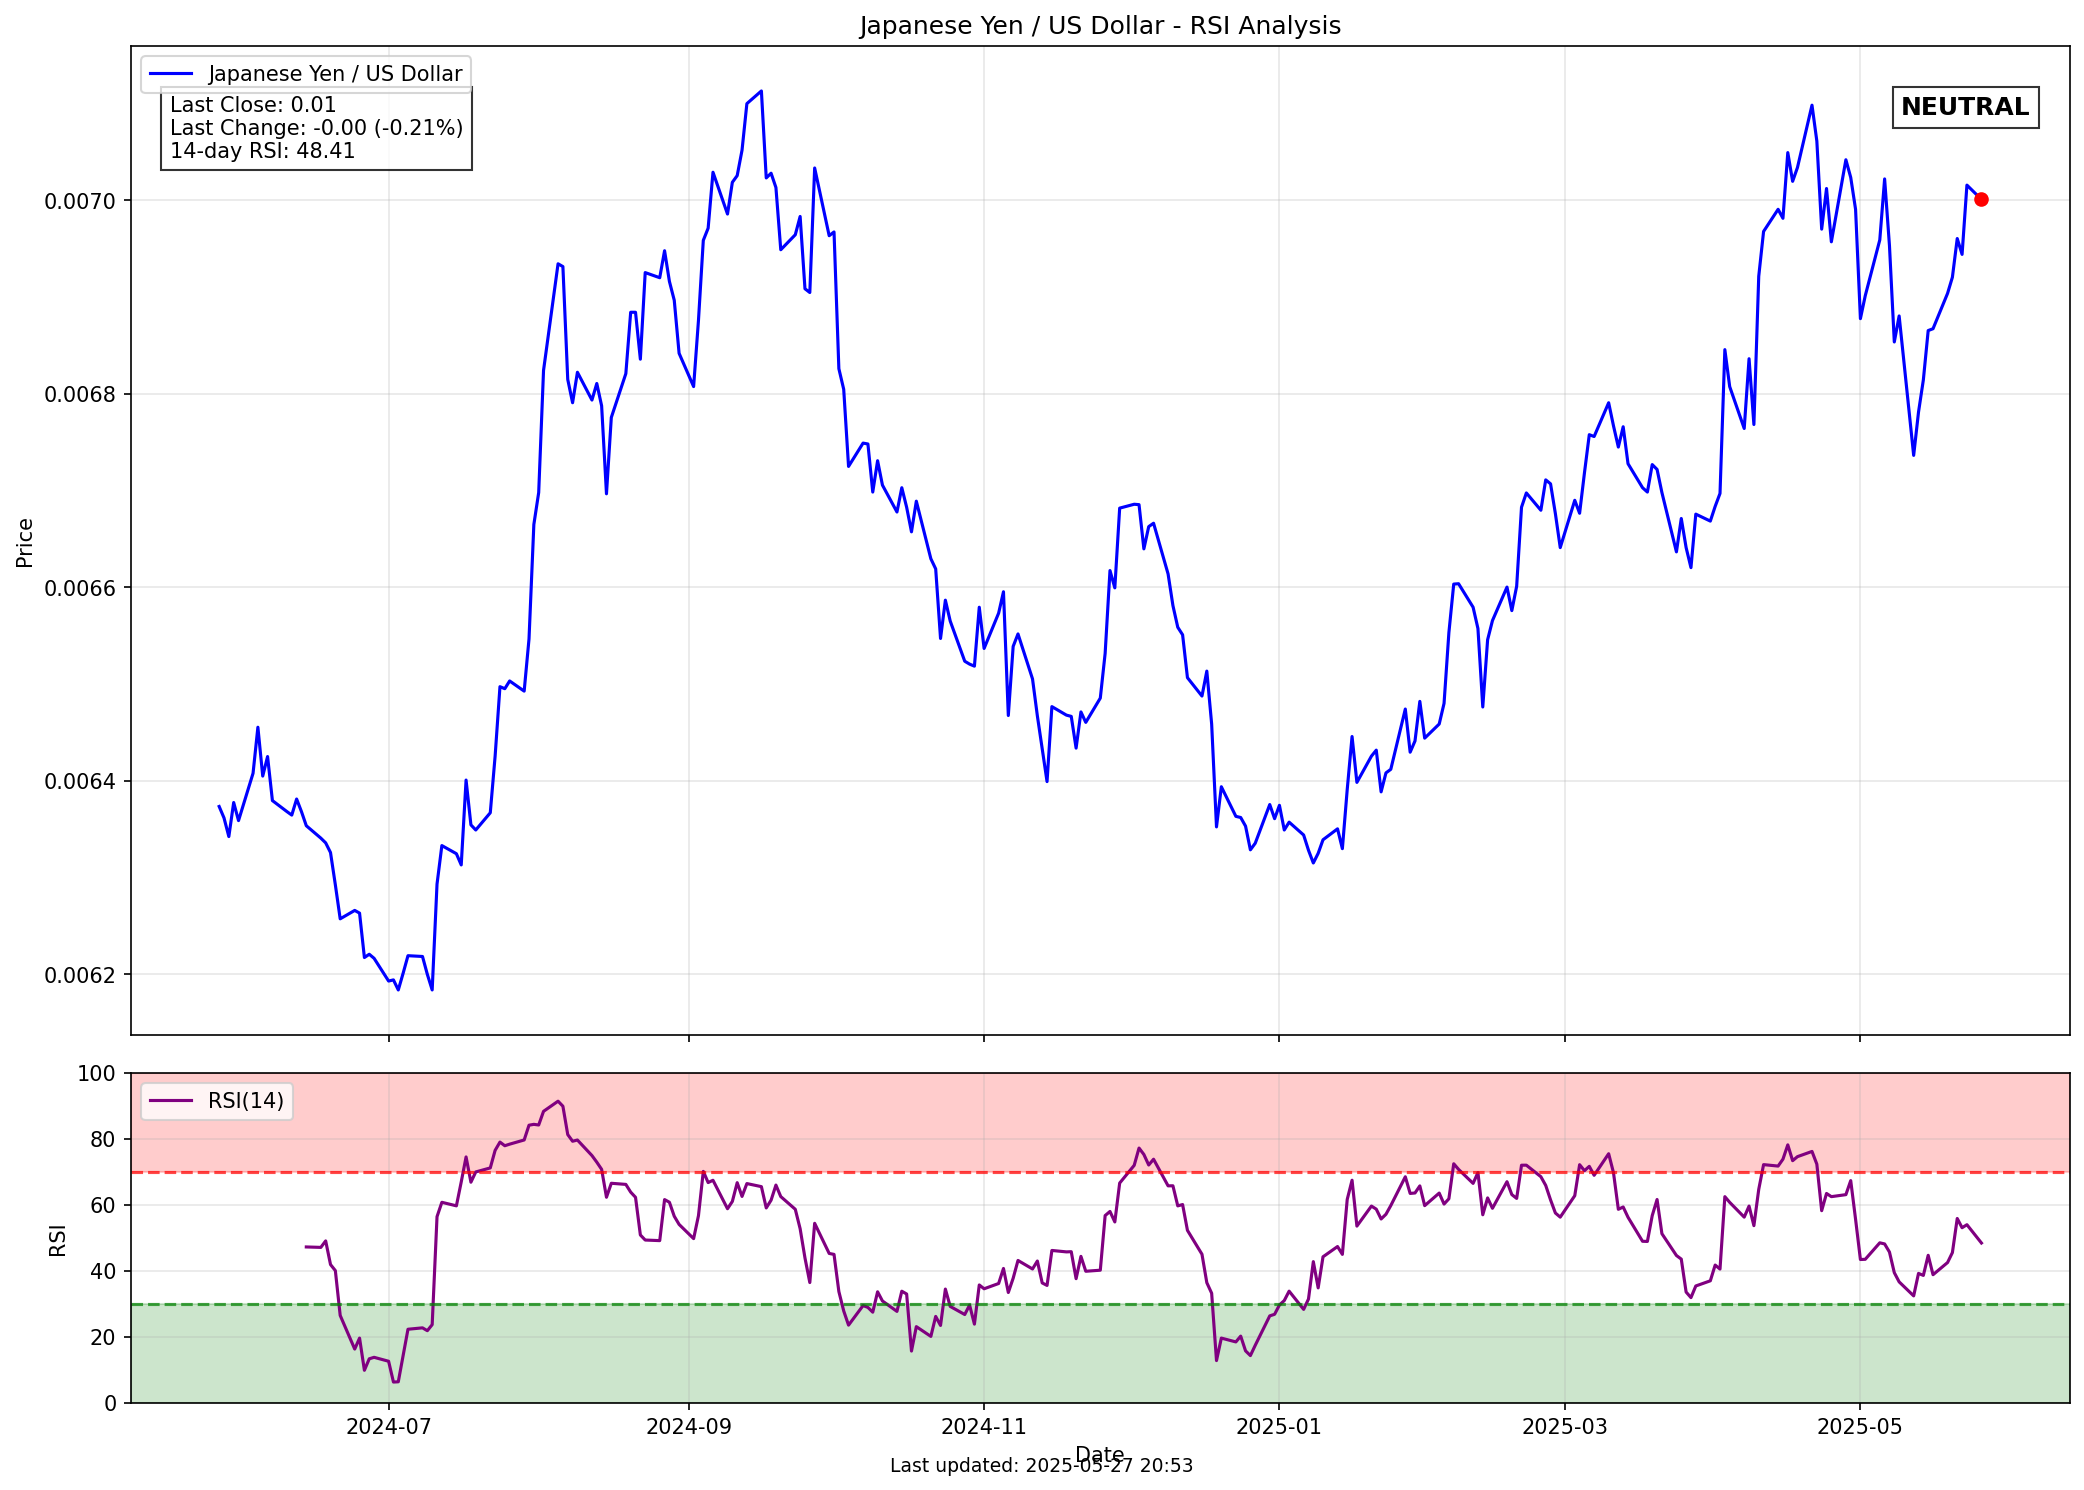 Japanese Yen / US Dollar - RSI Analysis
Japanese Yen / US Dollar
Last Close: 0.01
Last Change: -0.00 (-0.21%)
14-day RSI: 48.41
NEUTRAL
0.0070
0.0068
0.0066
0.0064
0.0062
Price
RSI(14)
100
80
60
40
20
0
RSI
2024-07
2024-09
2024-11
2025-01
2025-03
2025-05
Date
Last updated: 2025-05-27 20:53